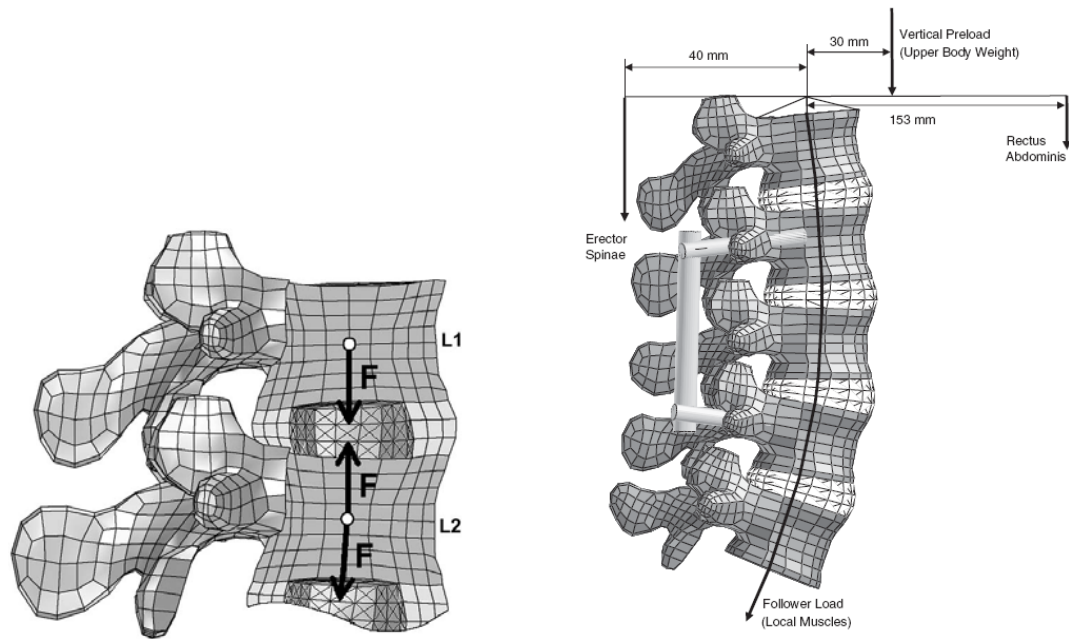 L1
F
F
L2
F
30 mm
Vertical Preload
(Upper Body Weight)
40 mm
153 mm
Rectus
Abdominis
Erector
Spinae
Follower Load
(Local Muscles)